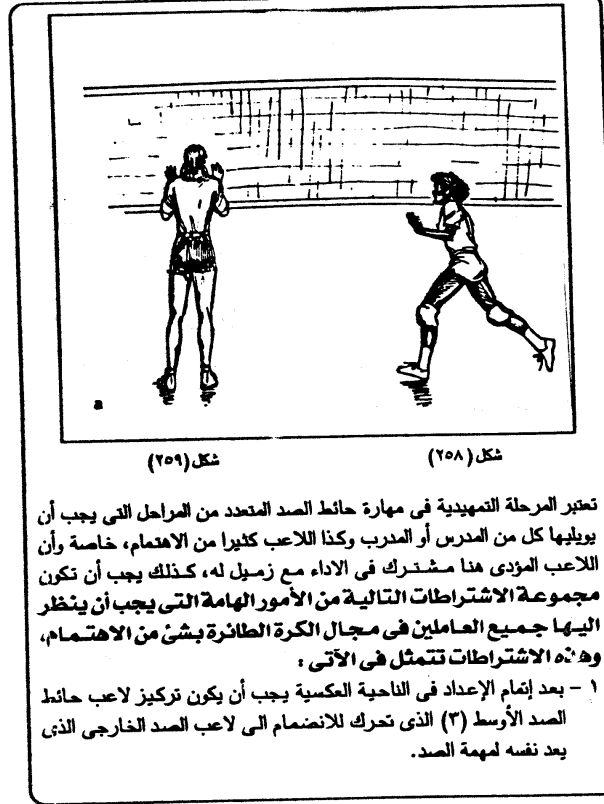 a
شكل (٢٥٨)
شكل (٢٥٩)
تعتبر المرحلة التمهيدية فى مهارة حائط الصد المتعدد من المراحل التى يجب أن
يويليها كل من المدرس أو المدرب وكذا اللاعب كثيرا من الاهتمام، خاصة وأن
اللاعب المؤدى هنا مشترك فى الاداء مع زميل له، كذلك يجب أن تكون
مجموعة الاشتراطات التالية من الأمور الهامة التى يجب أن ينظر
اليها جميع العاملين فى مجال الكرة الطائرة بشئ من الاهتمام،
وهذه الاشتراطات تتمثل فى الآتى :
١ - بعد إتمام الإعداد فى الناحية العكسية يجب أن يكون تركيز لاعب حائط
الصد الأوسط (٣) الذى تحرك للانضمام الى لاعب الصد الخارجى الذى
يعد نفسه لمهمة الصد.